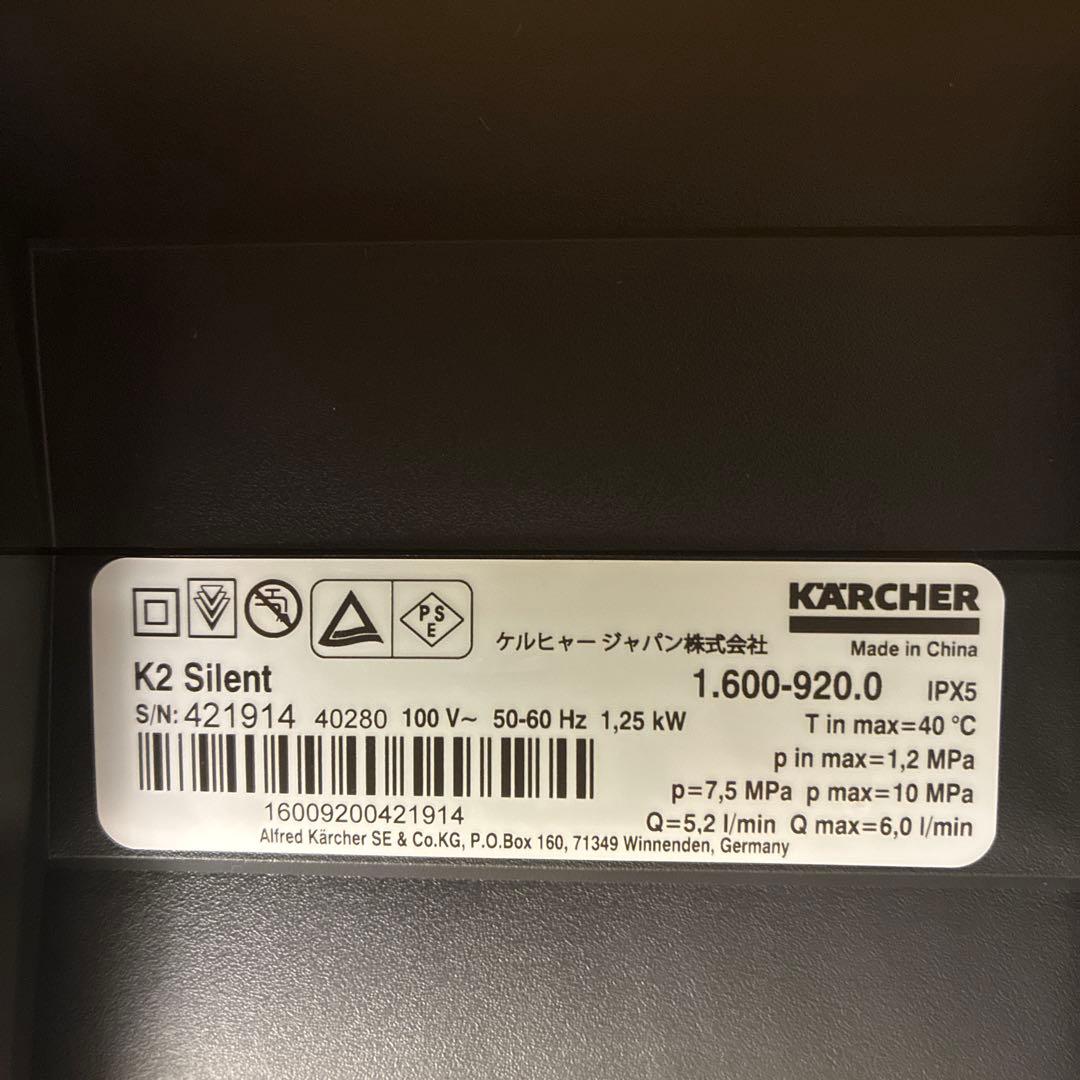 PSE
ケルヒャー ジャパン株式会社
KÄRCHER
Made in China
K2 Silent
1.600-920.0 IPX5
S/N: 421914 40280 100 V~ 50-60 Hz 1,25 kW
T in max=40 °C
p in max=1,2 MPa
p=7,5 MPa p max=10 MPa
16009200421914
Q=5,2 l/min Q max=6,0 l/min
Alfred Kärcher SE & Co.KG, P.O.Box 160, 71349 Winnenden, Germany